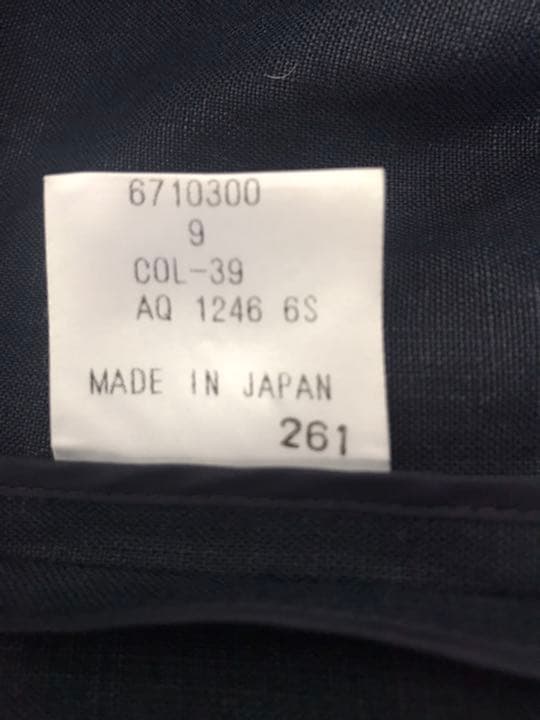 6710300
9
COL-39
AQ 1246 6S
MADE IN JAPAN
261